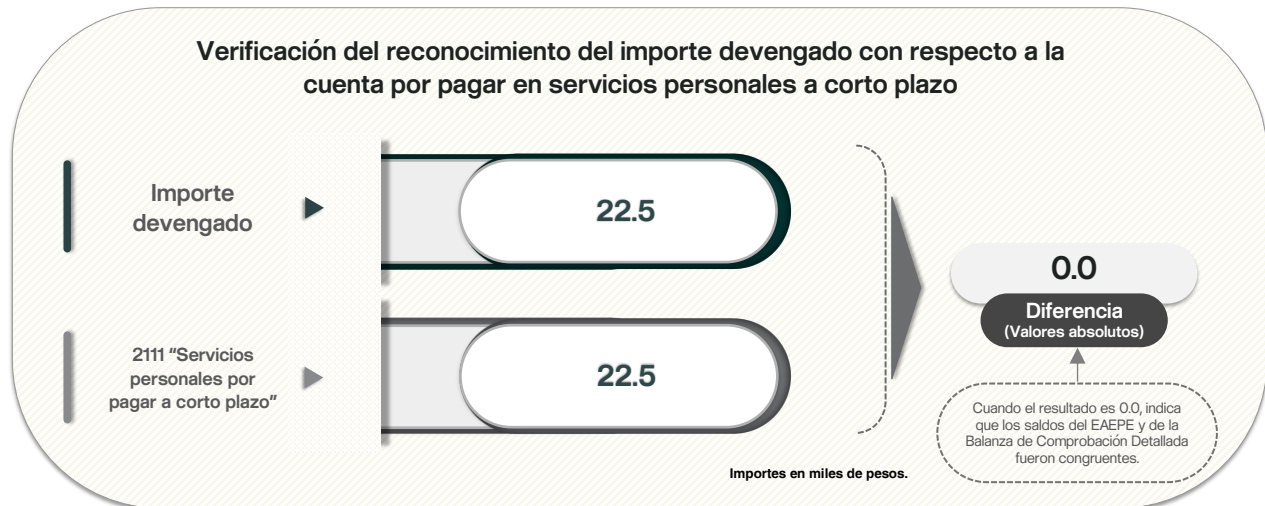 Verificación del reconocimiento del importe devengado con respecto a la
cuenta por pagar en servicios personales a corto plazo
Importe
devengado
22.5
2111 "Servicios
personales por
pagar a corto plazo"
22.5
0.0
Diferencia
(Valores absolutos)
Cuando el resultado es 0.0, indica
que los saldos del EAEPE y de la
Balanza de Comprobación Detallada
fueron congruentes.
Importes en miles de pesos.